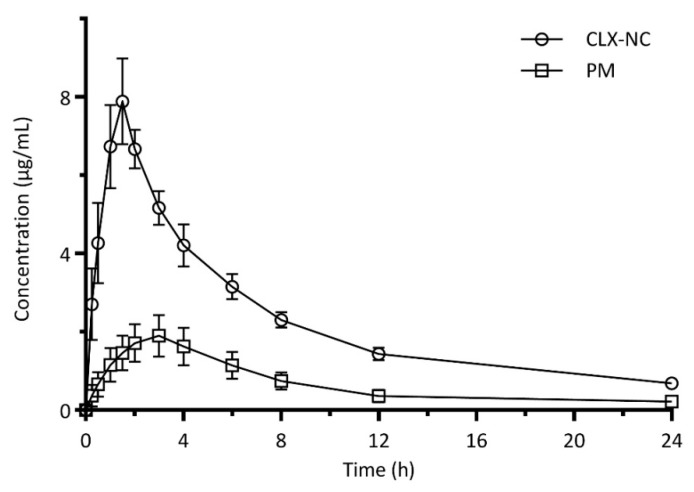 CLX-NC
PM
8
4
0
Concentration (µg/mL)
0 4 8 12 16 20 24
Time (h)